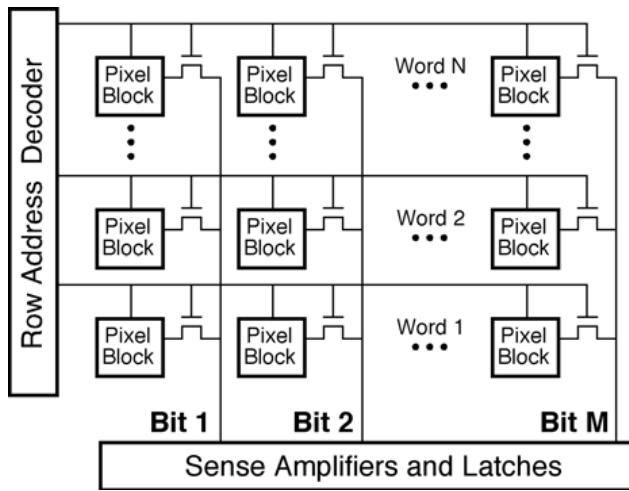 Row Address Decoder
Pixel
Block
Pixel
Block
Word N
Pixel
Block
Pixel
Block
Pixel
Block
Word 2
Pixel
Block
Pixel
Block
Pixel
Block
Word 1
Pixel
Block
Bit 1
Bit 2
Bit M
Sense Amplifiers and Latches